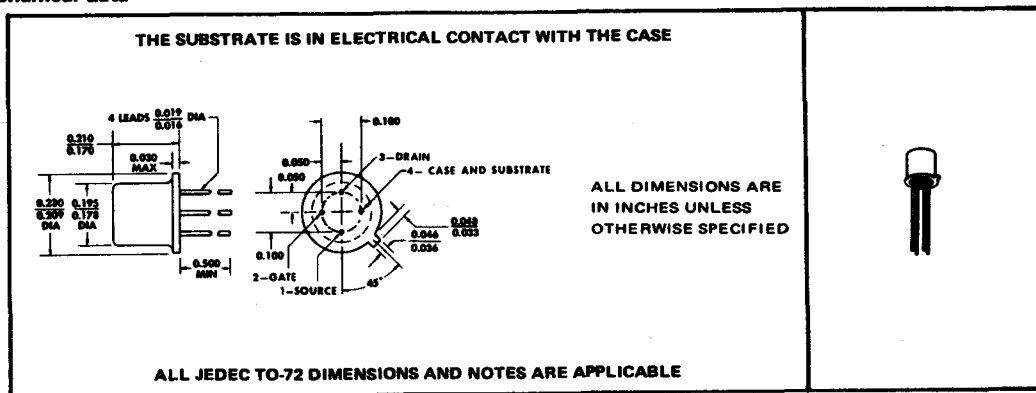 THE SUBSTRATE IS IN ELECTRICAL CONTACT WITH THE CASE
4 LEADS 0.019
0.016 DIA
0.210
0.170
0.030
MAX
0.230
0.209
DIA
0.195
0.178
DIA
0.500
MIN
0.100
0.050
0.050
3–DRAIN
4– CASE AND SUBSTRATE
0.048
0.033
0.046
0.036
0.100
2–GATE
1–SOURCE
45°
ALL DIMENSIONS ARE
IN INCHES UNLESS
OTHERWISE SPECIFIED
ALL JEDEC TO-72 DIMENSIONS AND NOTES ARE APPLICABLE